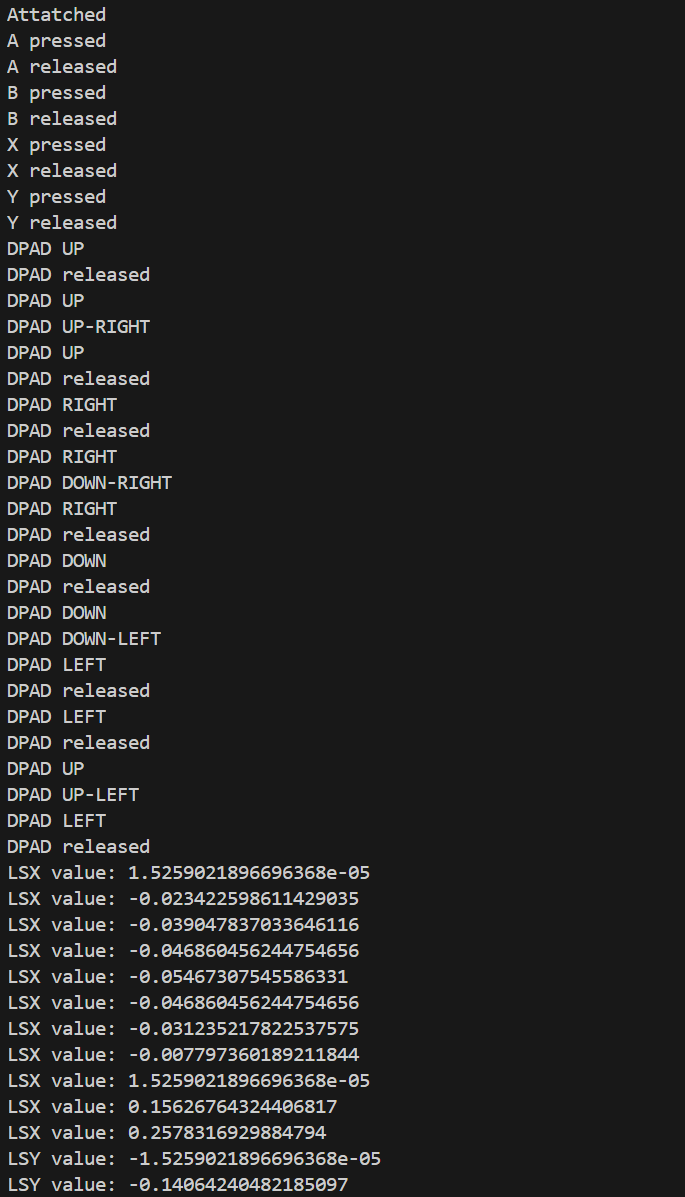 Attatched
A pressed
A released
B pressed
B released
X pressed
X released
Y pressed
Y released
DPAD UP
DPAD released
DPAD UP
DPAD UP-RIGHT
DPAD UP
DPAD released
DPAD RIGHT
DPAD released
DPAD RIGHT
DPAD DOWN-RIGHT
DPAD RIGHT
DPAD released
DPAD DOWN
DPAD released
DPAD DOWN
DPAD DOWN-LEFT
DPAD LEFT
DPAD released
DPAD LEFT
DPAD released
DPAD UP
DPAD UP-LEFT
DPAD LEFT
DPAD released
LSX value: 1.5259021896696368e-05
LSX value: -0.023422598611429035
LSX value: -0.039047837033646116
LSX value: -0.046860456244754656
LSX value: -0.05467307545586331
LSX value: -0.046860456244754656
LSX value: -0.031235217822537575
LSX value: -0.007797360189211844
LSX value: 1.5259021896696368e-05
LSX value: 0.15626764324406817
LSX value: 0.2578316929884794
LSY value: -1.5259021896696368e-05
LSY value: -0.14064240482185097